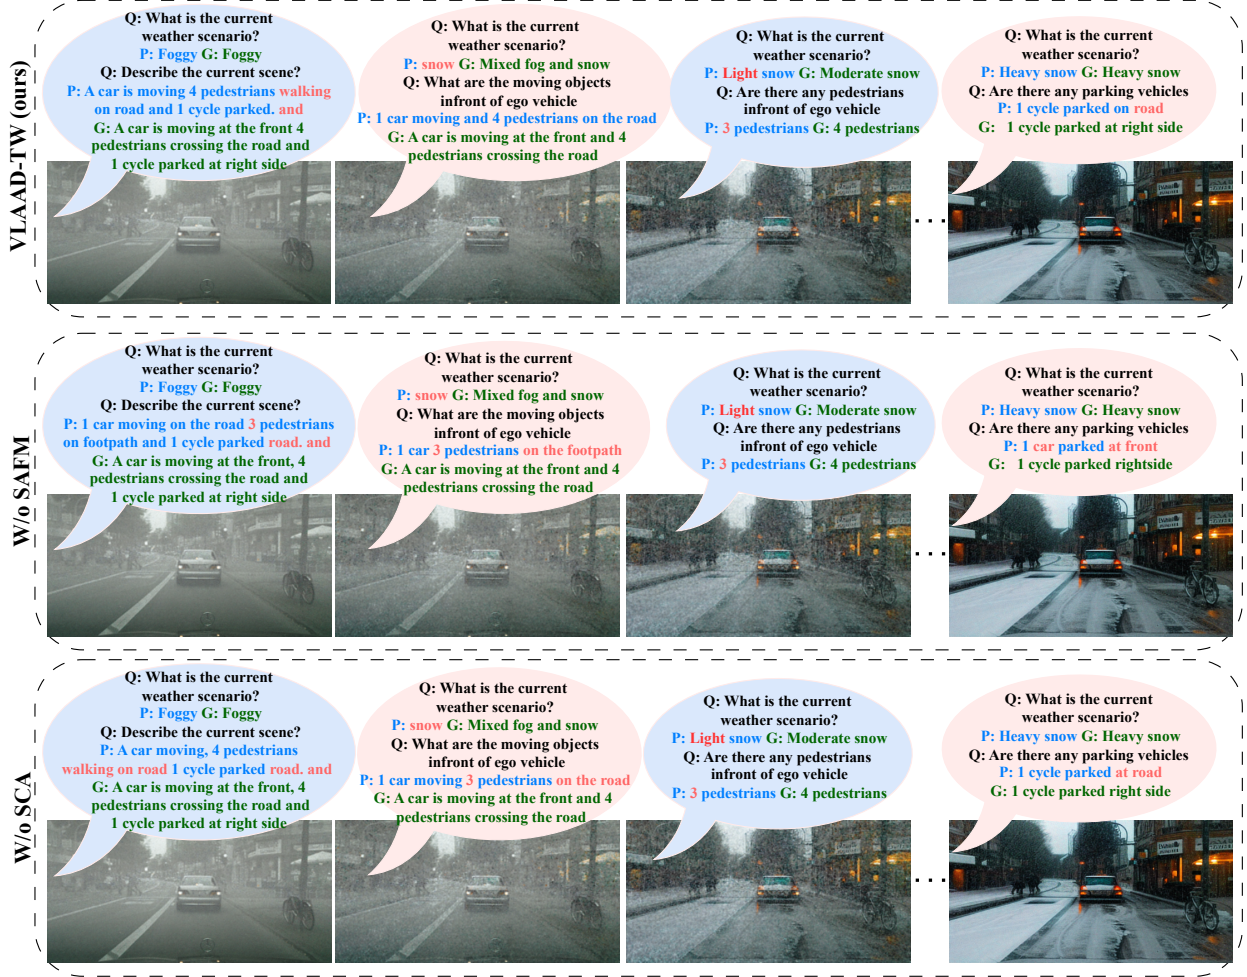 VLAAD-TW (ours)
Q: What is the current
weather scenario?
P: Foggy G: Foggy
Q: Describe the current scene?
P: A car is moving 4 pedestrians walking
on road and 1 cycle parked. and
G: A car is moving at the front 4
pedestrians crossing the road and
1 cycle parked at right side
Q: What is the current
weather scenario?
P: snow G: Mixed fog and snow
Q: What are the moving objects
infront of ego vehicle
P: 1 car moving and 4 pedestrians on the road
G: A car is moving at the front and 4
pedestrians crossing the road
Q: What is the current
weather scenario?
P: Light snow G: Moderate snow
Q: Are there any pedestrians
infront of ego vehicle
P: 3 pedestrians G: 4 pedestrians
...
Q: What is the current
weather scenario?
P: Heavy snow G: Heavy snow
Q: Are there any parking vehicles
P: 1 cycle parked on road
G: 1 cycle parked at right side
W/o SAFM
Q: What is the current
weather scenario?
P: Foggy G: Foggy
Q: Describe the current scene?
P: 1 car moving on the road 3 pedestrians
on footpath and 1 cycle parked road. and
G: A car is moving at the front, 4
pedestrians crossing the road and
1 cycle parked at right side
Q: What is the current
weather scenario?
P: snow G: Mixed fog and snow
Q: What are the moving objects
infront of ego vehicle
P: 1 car 3 pedestrians on the footpath
G: A car is moving at the front and 4
pedestrians crossing the road
Q: What is the current
weather scenario?
P: Light snow G: Moderate snow
Q: Are there any pedestrians
infront of ego vehicle
P: 3 pedestrians G: 4 pedestrians
...
Q: What is the current
weather scenario?
P: Heavy snow G: Heavy snow
Q: Are there any parking vehicles
P: 1 car parked at front
G: 1 cycle parked rightside
W/o SCA
Q: What is the current
weather scenario?
P: Foggy G: Foggy
Q: Describe the current scene?
P: A car moving, 4 pedestrians
walking on road 1 cycle parked road. and
G: A car is moving at the front, 4
pedestrians crossing the road and
1 cycle parked at right side
Q: What is the current
weather scenario?
P: snow G: Mixed fog and snow
Q: What are the moving objects
infront of ego vehicle
P: 1 car moving 3 pedestrians on the road
G: A car is moving at the front and 4
pedestrians crossing the road
Q: What is the current
weather scenario?
P: Light snow G: Moderate snow
Q: Are there any pedestrians
infront of ego vehicle
P: 3 pedestrians G: 4 pedestrians
...
Q: What is the current
weather scenario?
P: Heavy snow G: Heavy snow
Q: Are there any parking vehicles
P: 1 cycle parked at road
G: 1 cycle parked right side